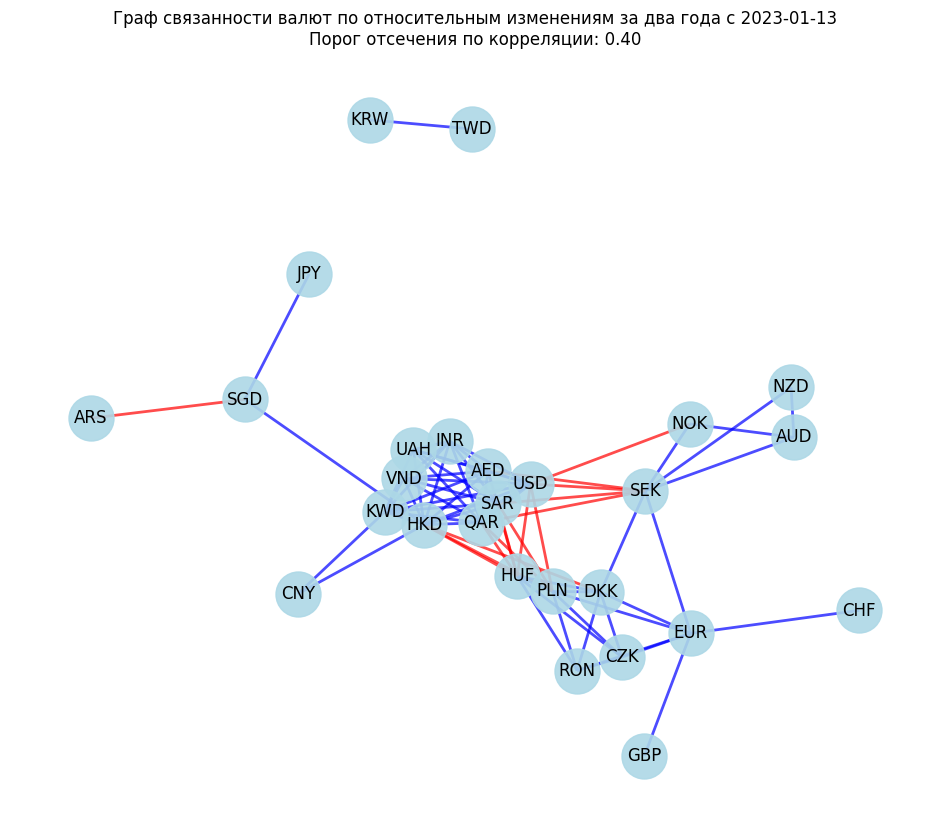 Граф связанности валют по относительным изменениям за два года с 2023-01-13
Порог отсечения по корреляции: 0.40
KRW
TWD
JPY
NZD
SGD
ARS
NOK
AUD
INR
UAH
AED
VND
USD
SEK
SAR
KWD
QAR
HKD
HUF
PLN
DKK
CNY
CHF
EUR
CZK
RON
GBP